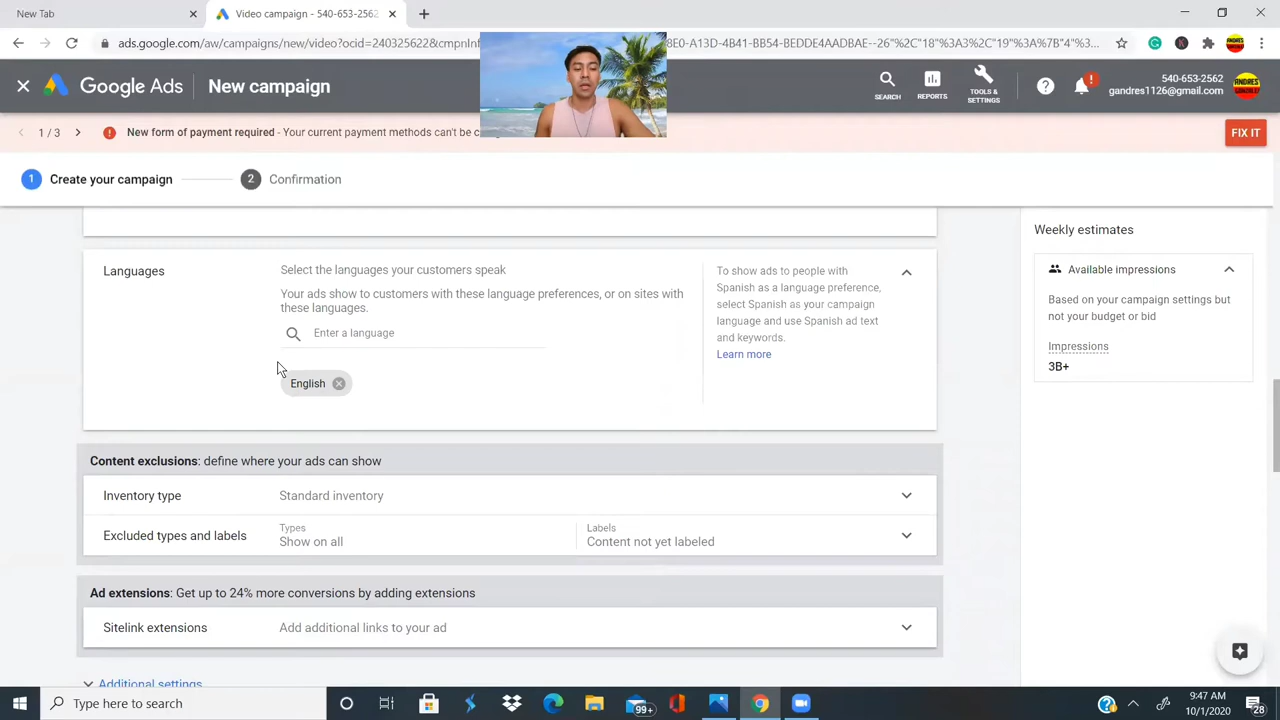 New Tab
Video campaign - 540-653-2562
ads.google.com/aw/campaigns/new/video?ocid=240325622&cmpnInf
8E0-A13D-4B41-BB54-BEDDE4AADBAE--26%2C"18"%3A3%2C"19"%3A%7B"4"%3...
Google Ads
New campaign
SEARCH
REPORTS
TOOLS &
SETTINGS
540-653-2562
gandres1126@gmail.com
1 / 3
New form of payment required - Your current payment methods can't be c
FIX IT
1 Create your campaign
2 Confirmation
Weekly estimates
Languages
Select the languages your customers speak
Your ads show to customers with these language preferences, or on sites with
these languages.
Enter a language
English
To show ads to people with
Spanish as a language preference,
select Spanish as your campaign
language and use Spanish ad text
and keywords.
Learn more
Available impressions
Based on your campaign settings but
not your budget or bid
Impressions
3B+
Content exclusions: define where your ads can show
Inventory type
Standard inventory
Excluded types and labels
Types
Show on all
Labels
Content not yet labeled
Ad extensions: Get up to 24% more conversions by adding extensions
Sitelink extensions
Add additional links to your ad
Additional settings
Type here to search
99+
9:47 AM
10/1/2020
28